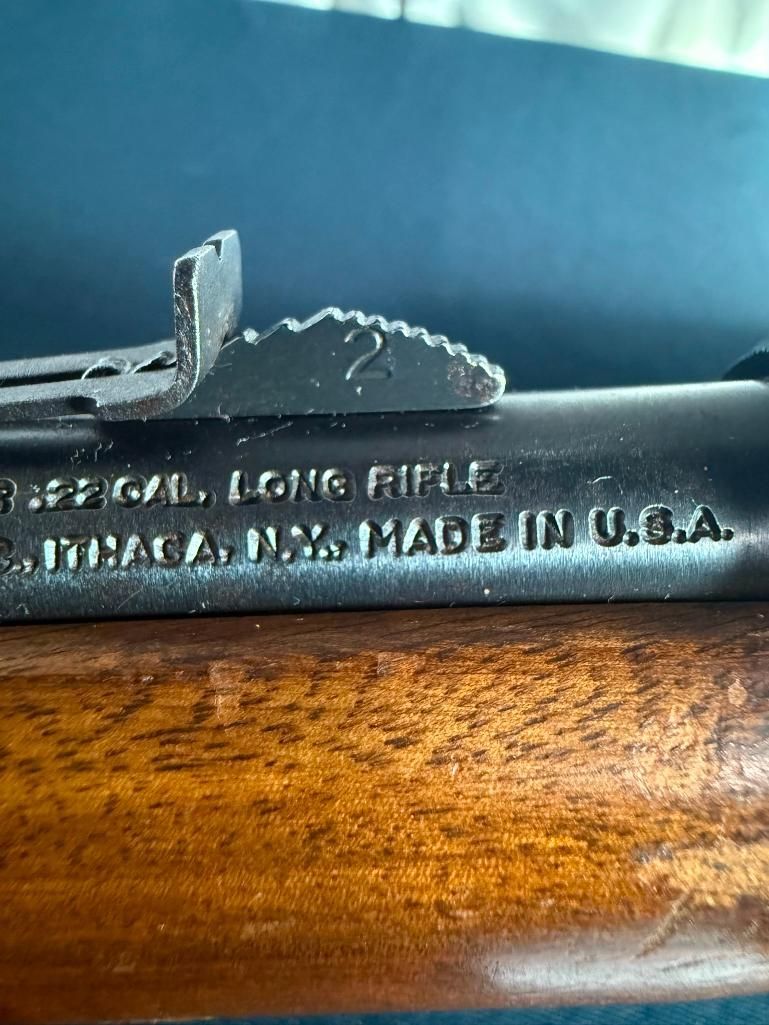 2
.22 CAL. LONG RIFLE
ITHACA, N.Y., MADE IN U.S.A.